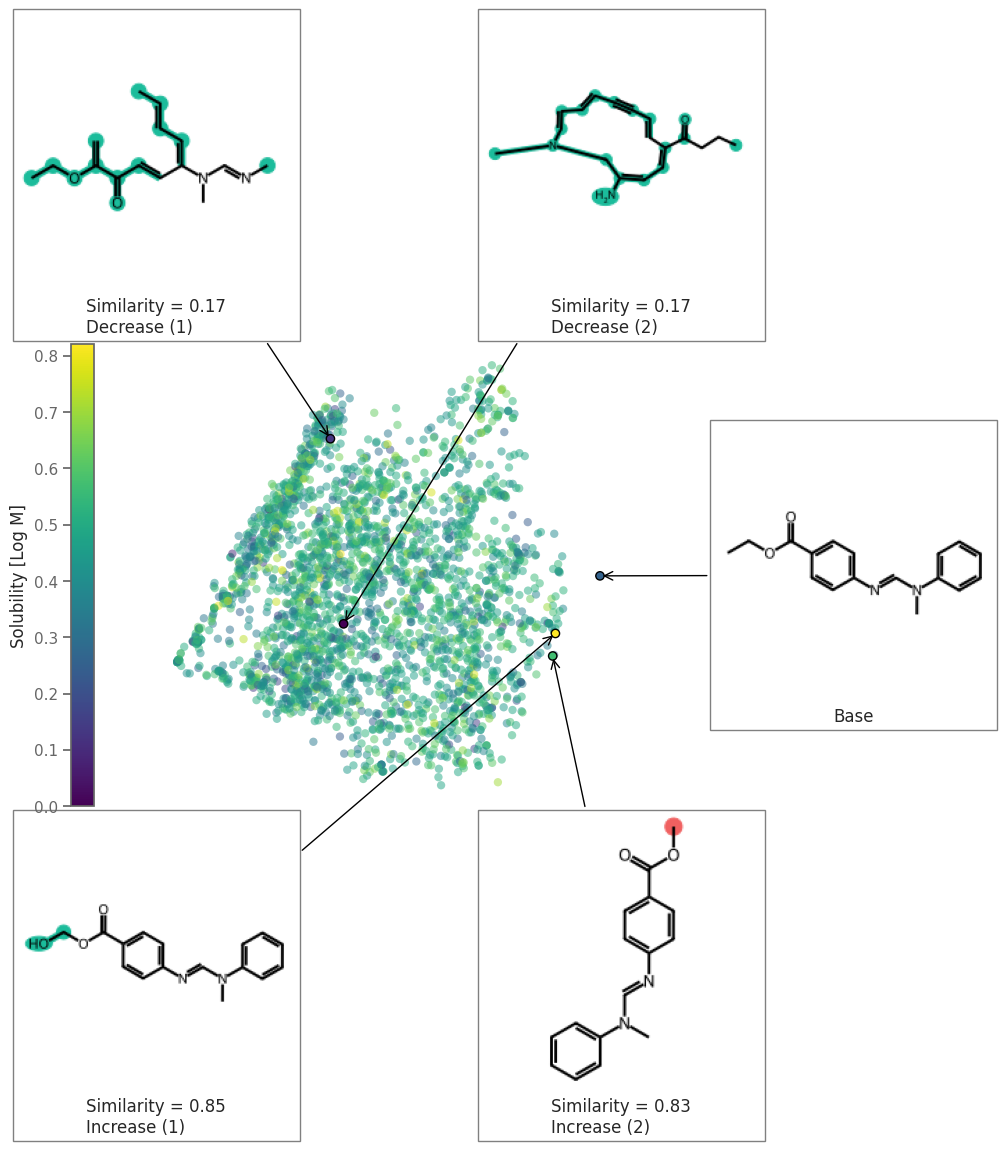 O
O
N
N
Similarity = 0.17
Decrease (1)
N
O
H₂N
Similarity = 0.17
Decrease (2)
0.8
0.7
0.6
0.5
0.4
0.3
0.2
0.1
0.0
Solubility [Log M]
O
O
N
N
Base
HO
O
O
N
N
Similarity = 0.85
Increase (1)
O
O
N
N
Similarity = 0.83
Increase (2)